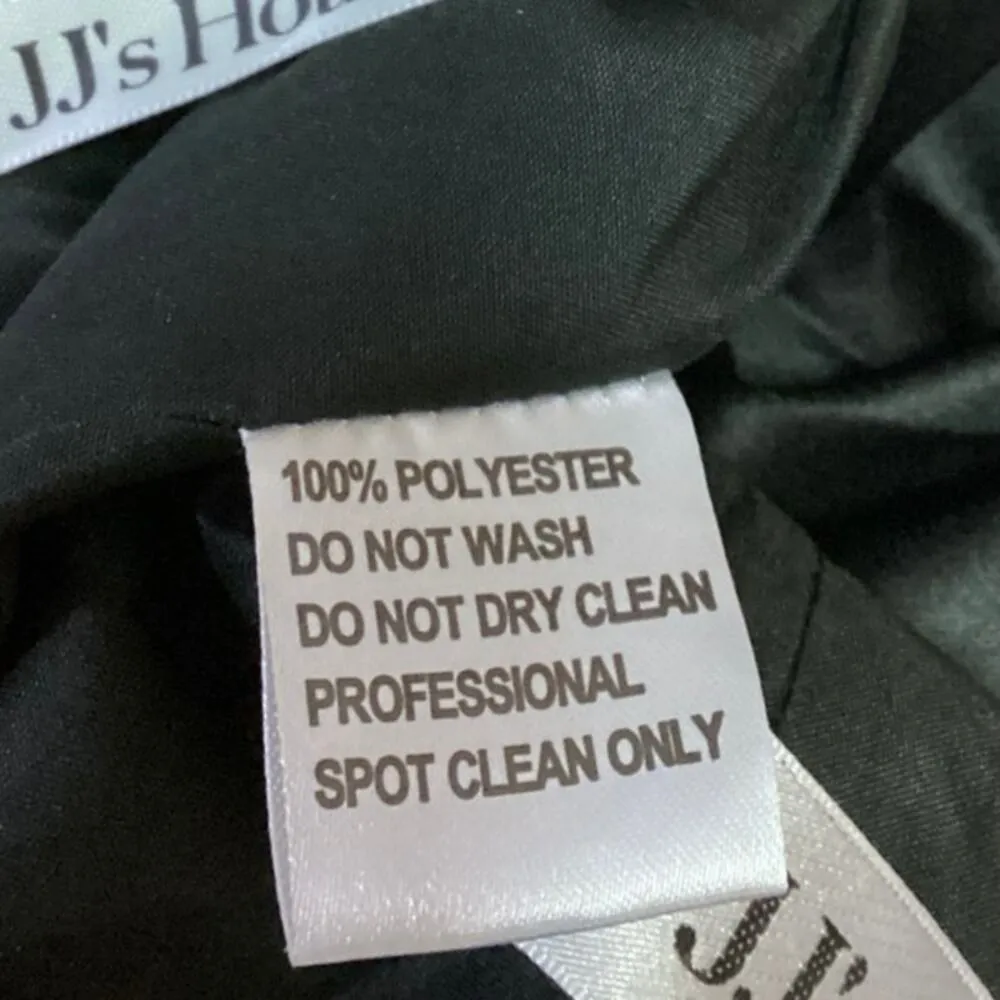 JJ's
100% POLYESTER
DO NOT WASH
DO NOT DRY CLEAN
PROFESSIONAL
SPOT CLEAN ONLY